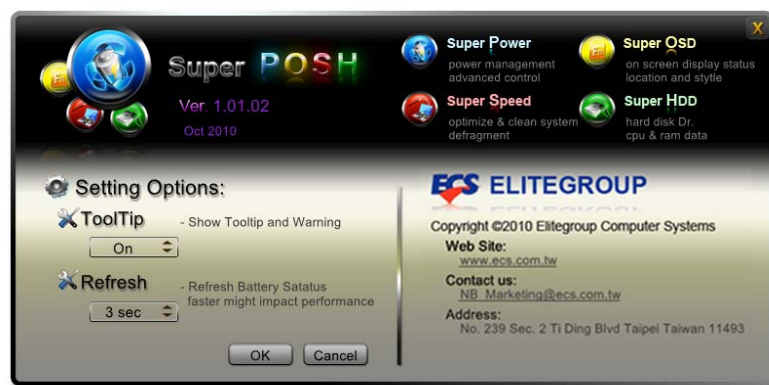 X
Super POSH
Ver. 1.01.02
Oct 2010
Super Power
power management
advanced control
Super OSD
on screen display status
location and stytle
Super Speed
optimize & clean system
defragment
Super HDD
hard disk Dr.
cpu & ram data
Setting Options:
ToolTip - Show Tooltip and Warning
On
Refresh - Refresh Battery Satatus
faster might impact performance
3 sec
OK Cancel
ECS ELITEGROUP
Copyright ©2010 Elitegroup Computer Systems
Web Site:
www.ecs.com.tw
Contact us:
NB_Marketing@ecs.com.tw
Address:
No. 239 Sec. 2 Ti Ding Blvd Taipei Taiwan 11493